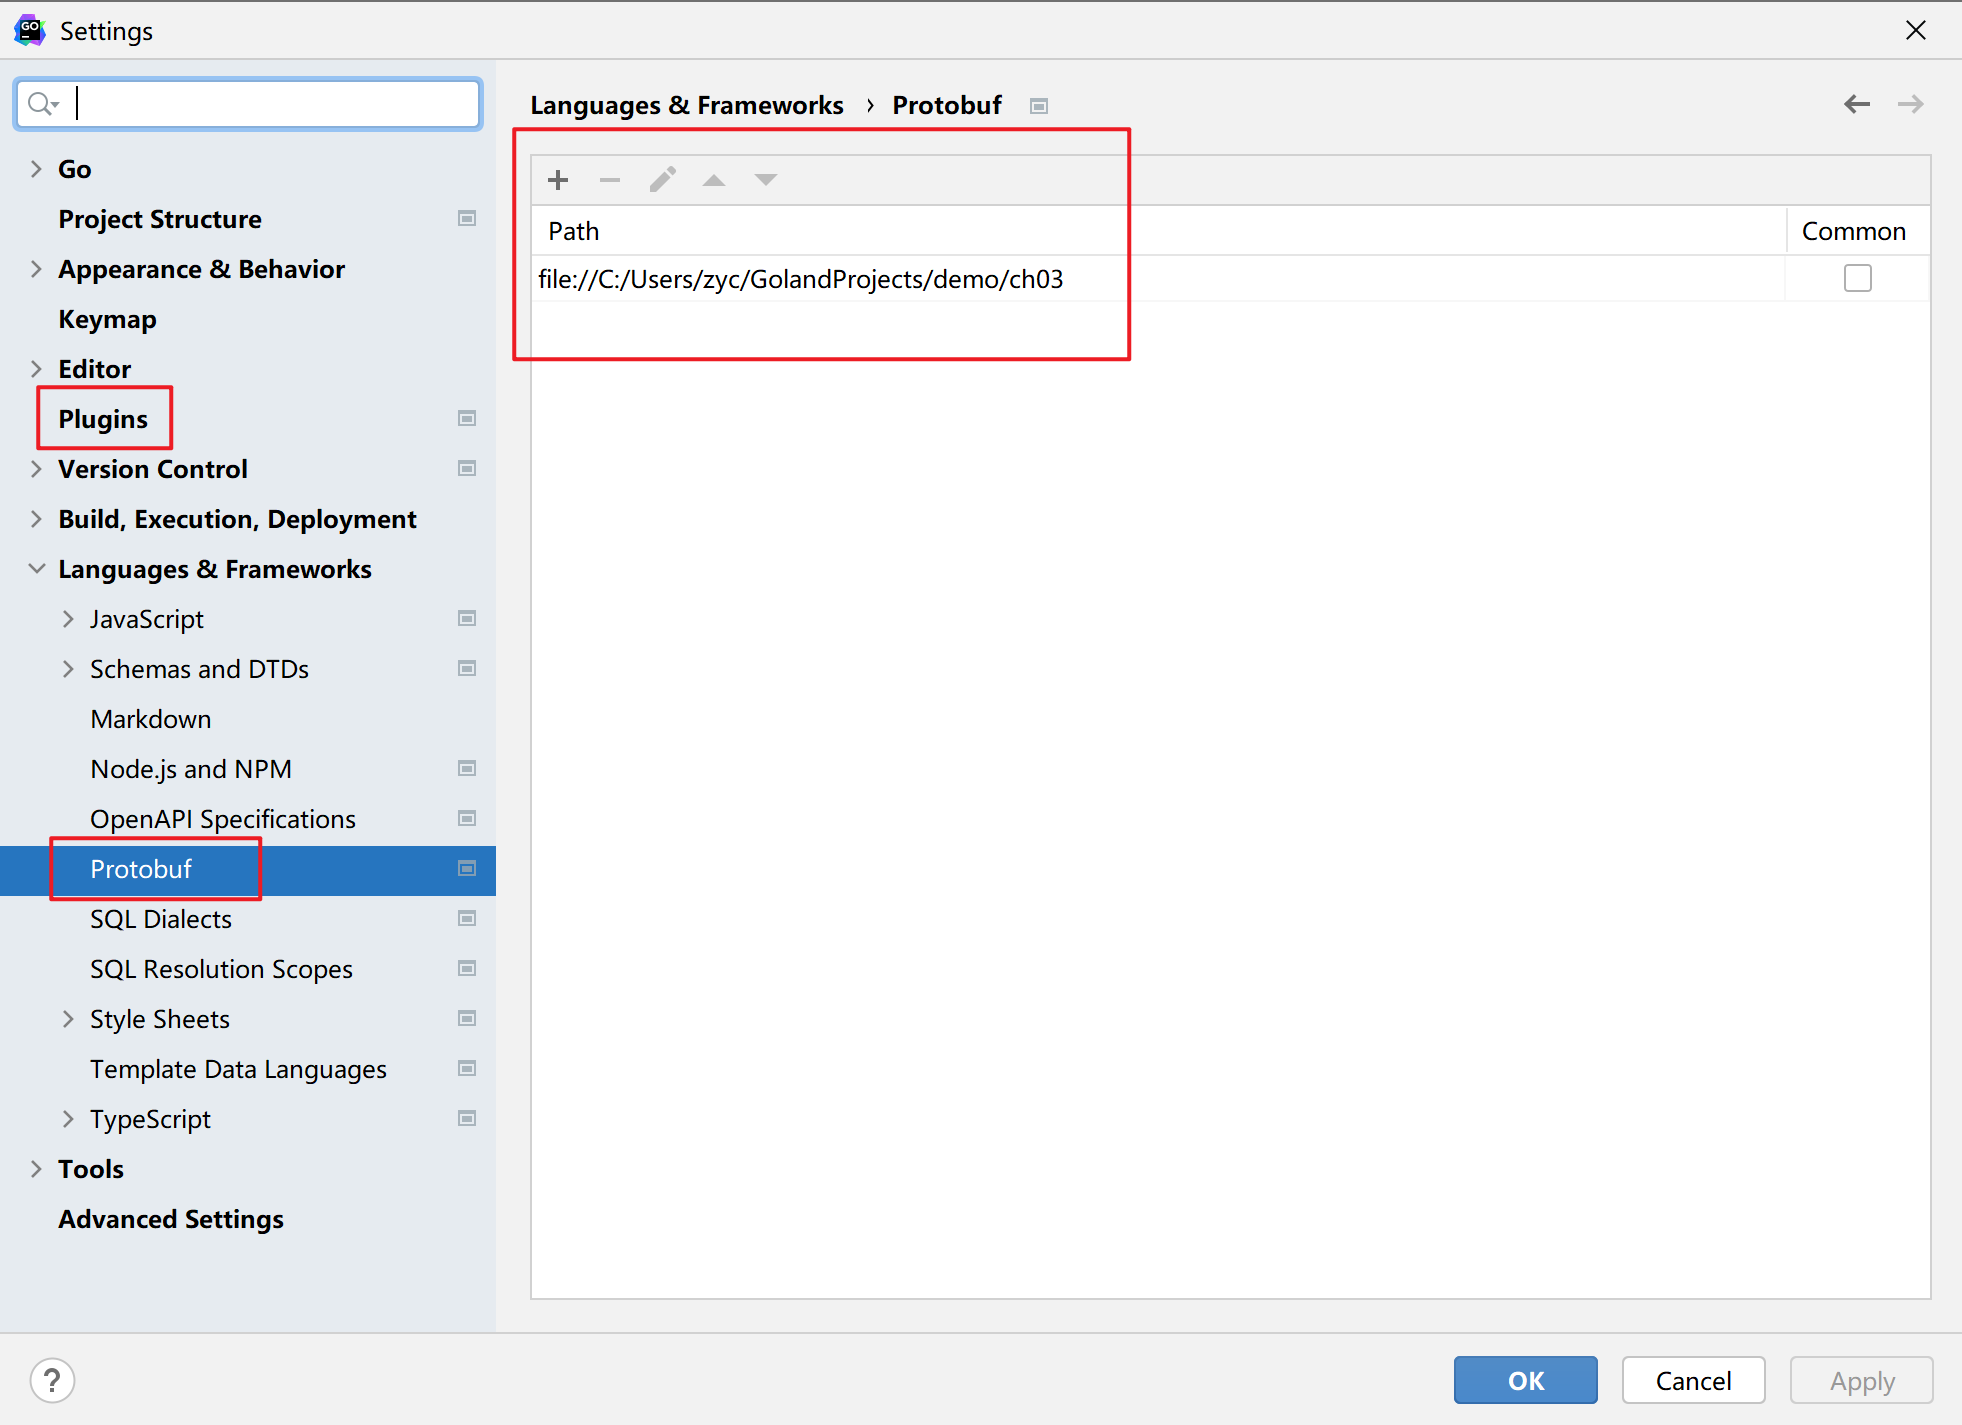 GO
Settings
Go
Project Structure
Appearance & Behavior
Keymap
Editor
Plugins
Version Control
Build, Execution, Deployment
Languages & Frameworks
JavaScript
Schemas and DTDs
Markdown
Node.js and NPM
OpenAPI Specifications
Protobuf
SQL Dialects
SQL Resolution Scopes
Style Sheets
Template Data Languages
TypeScript
Tools
Advanced Settings
Languages & Frameworks › Protobuf
Path Common
file://C:/Users/zyc/GolandProjects/demo/ch03
? OK Cancel Apply